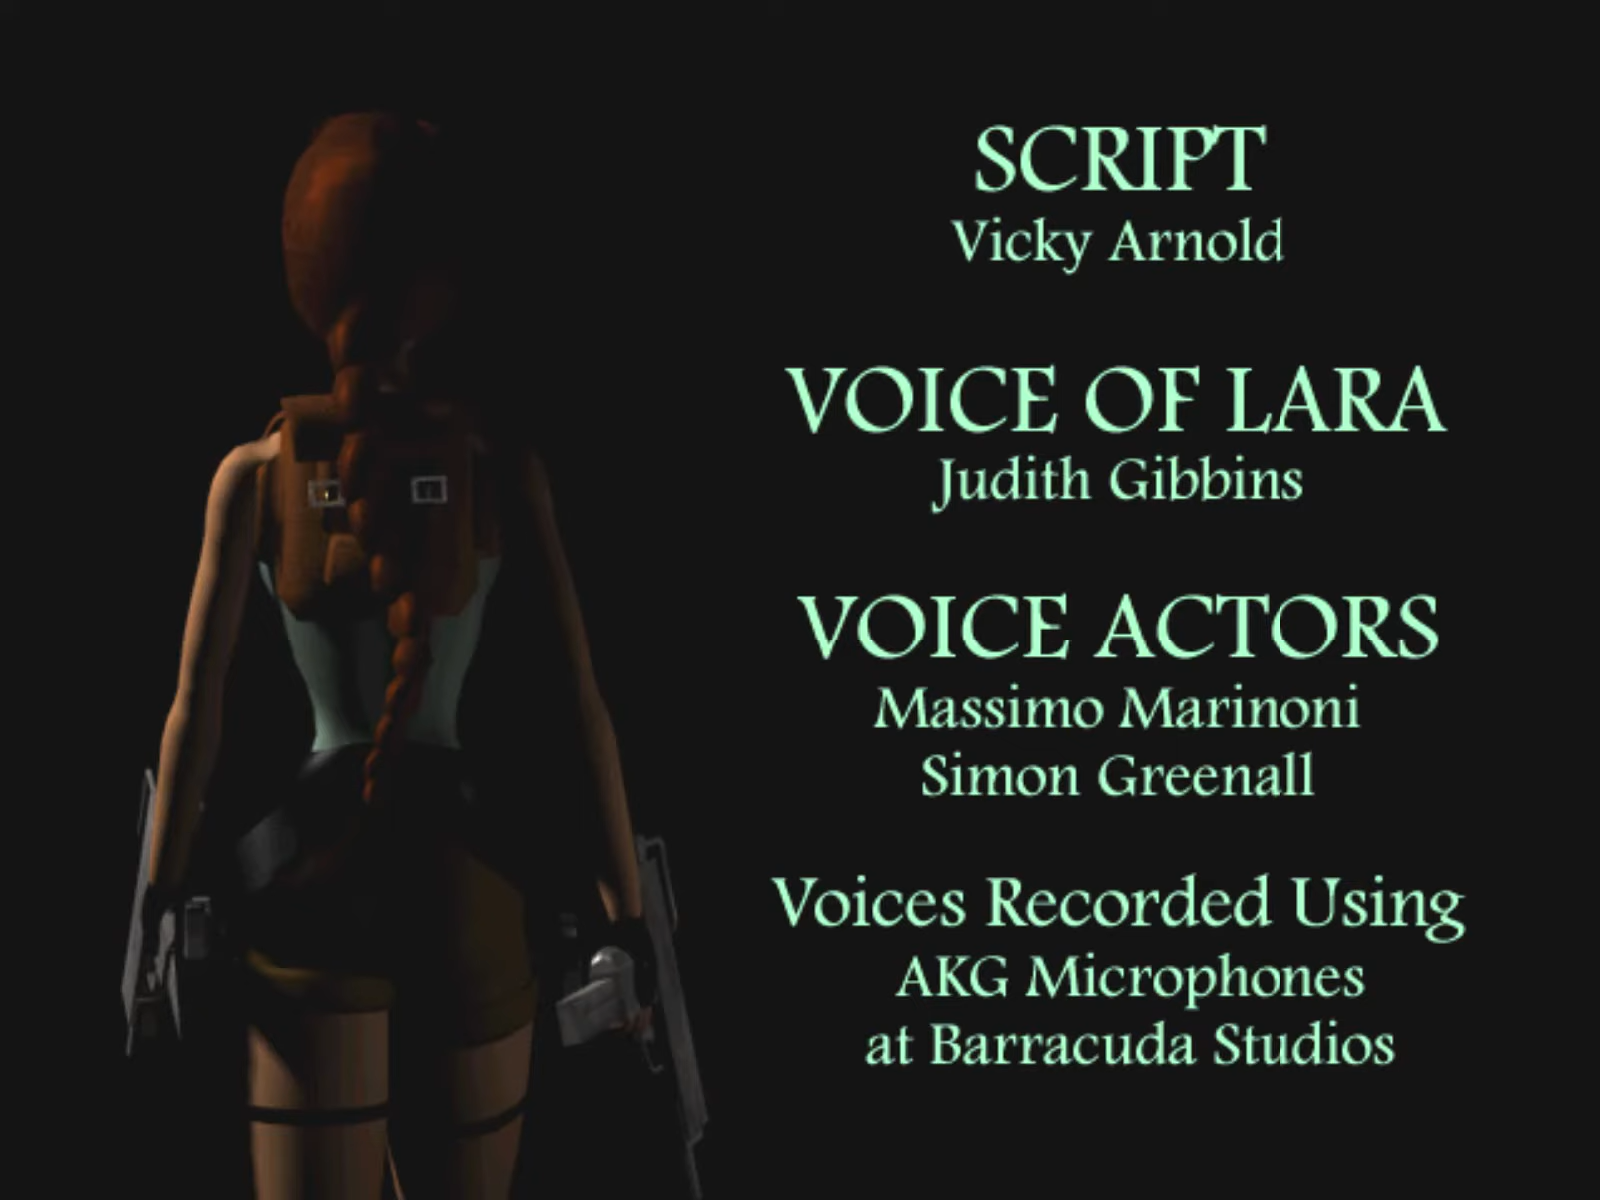 SCRIPT
Vicky Arnold
VOICE OF LARA
Judith Gibbins
VOICE ACTORS
Massimo Marinoni
Simon Greenall
Voices Recorded Using
AKG Microphones
at Barracuda Studios